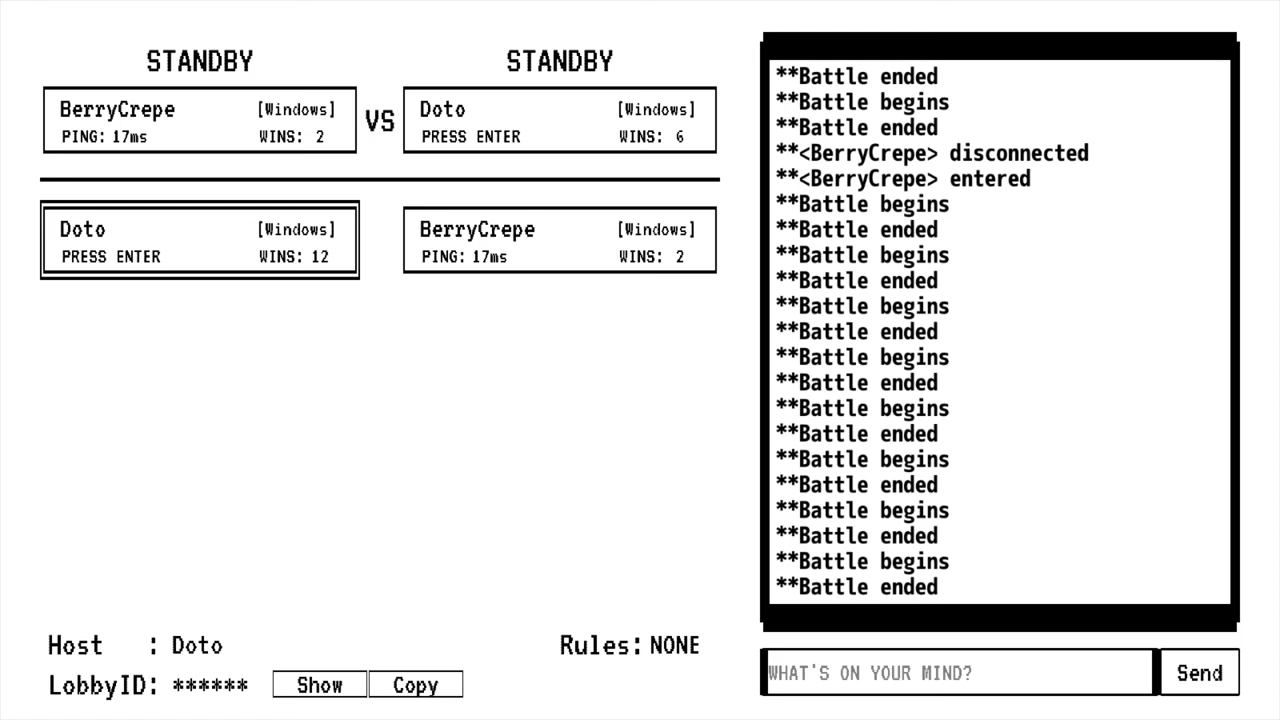 STANDBY STANDBY
BerryCrepe [Windows] VS Doto [Windows]
PING: 17ms WINS: 2 PRESS ENTER WINS: 6
Doto [Windows] BerryCrepe [Windows]
PRESS ENTER WINS: 12 PING: 17ms WINS: 2
Host : Doto Rules: NONE
LobbyID: ****** Show Copy
**Battle ended
**Battle begins
**Battle ended
**<BerryCrepe> disconnected
**<BerryCrepe> entered
**Battle begins
**Battle ended
**Battle begins
**Battle ended
**Battle begins
**Battle ended
**Battle begins
**Battle ended
**Battle begins
**Battle ended
**Battle begins
**Battle ended
**Battle begins
**Battle ended
**Battle begins
**Battle ended
WHAT'S ON YOUR MIND? Send